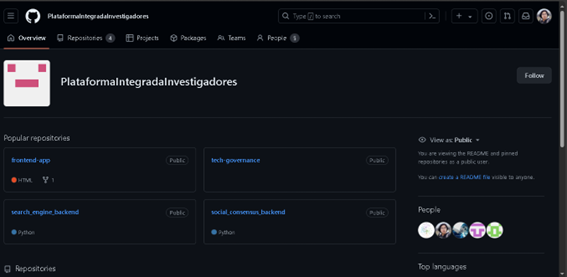 PlataformaIntegradaInvestigadores
Type / to search
Overview
Repositories 4
Projects
Packages
Teams
People 5
PlataformaIntegradaInvestigadores
Follow
Popular repositories
frontend-app
Public
HTML
1
tech-governance
Public
search_engine_backend
Public
Python
social_consensus_backend
Public
Python
Repositories
View as: Public
You are viewing the README and pinned
repositories as a public user.
You can create a README file visible to anyone.
People
Top languages